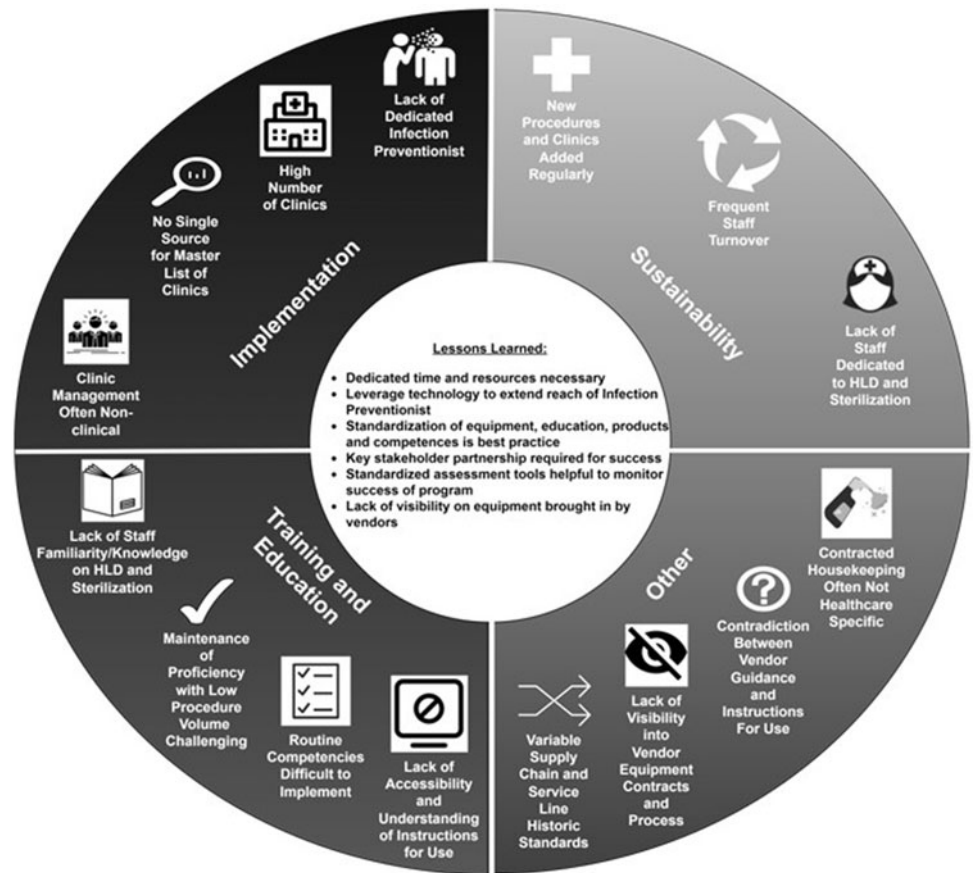 Lack of
Dedicated
Infection
Preventionist
High
Number
of Clinics
No Single
Source
for Master
List of
Clinics
Clinic
Management
Often Non-
clinical
Implementation
New
Procedures
and Clinics
Added
Regularly
Frequent
Staff
Turnover
Lack of
Staff
Dedicated
to HLD and
Sterilization
Sustainability
Lessons Learned:
• Dedicated time and resources necessary
• Leverage technology to extend reach of Infection
Preventionist
• Standardization of equipment, education, products
and competences is best practice
• Key stakeholder partnership required for success
• Standardized assessment tools helpful to monitor
success of program
• Lack of visibility on equipment brought in by
vendors
Training and
Education
Lack of Staff
Familiarity/Knowledge
on HLD and
Sterilization
Maintenance
of
Proficiency
with Low
Procedure
Volume
Challenging
Routine
Competencies
Difficult to
Implement
Lack of
Accessibility
and
Understanding
of Instructions
for Use
Other
Variable
Supply
Chain and
Service
Line
Historic
Standards
Lack of
Visibility
into
Vendor
Equipment
Contracts
and
Process
Contradiction
Between
Vendor
Guidance
and
Instructions
For Use
Contracted
Housekeeping
Often Not
Healthcare
Specific